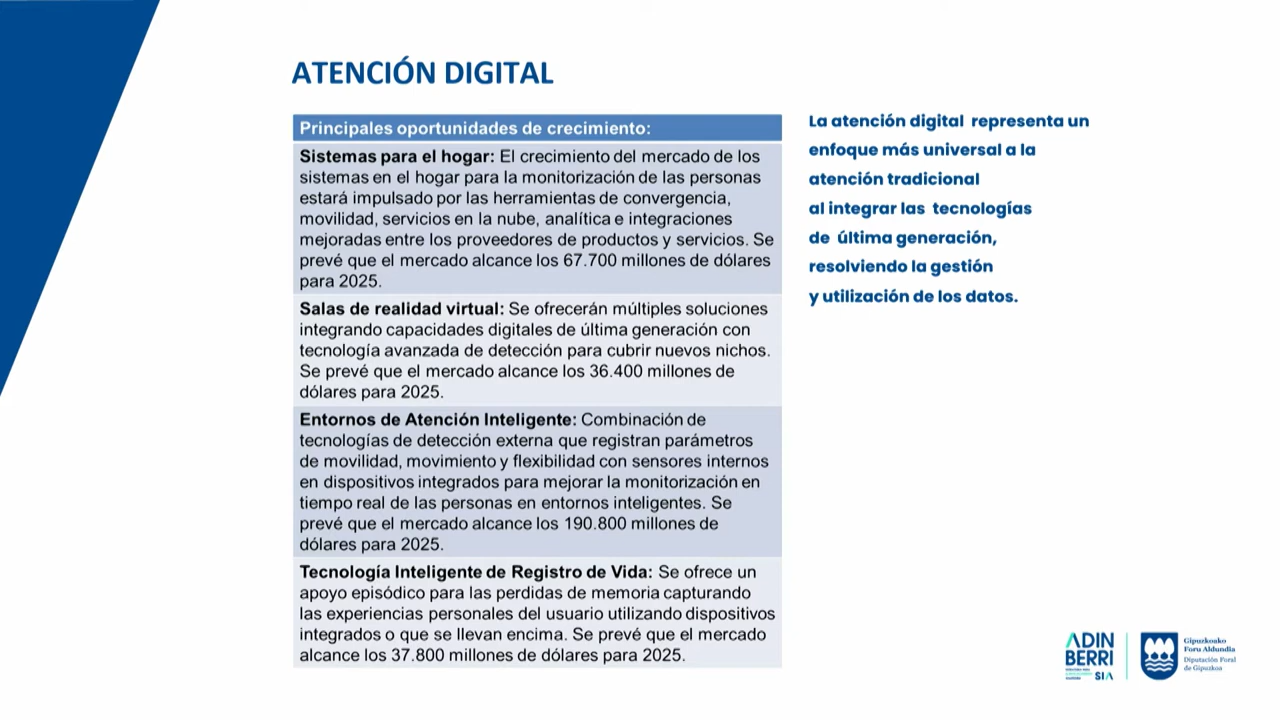 ATENCIÓN DIGITAL
Principales oportunidades de crecimiento:
Sistemas para el hogar: El crecimiento del mercado de los
sistemas en el hogar para la monitorización de las personas
estará impulsado por las herramientas de convergencia,
movilidad, servicios en la nube, analítica e integraciones
mejoradas entre los proveedores de productos y servicios. Se
prevé que el mercado alcance los 67.700 millones de dólares
para 2025.
Salas de realidad virtual: Se ofrecerán múltiples soluciones
integrando capacidades digitales de última generación con
tecnología avanzada de detección para cubrir nuevos nichos.
Se prevé que el mercado alcance los 36.400 millones de
dólares para 2025.
Entornos de Atención Inteligente: Combinación de
tecnologías de detección externa que registran parámetros
de movilidad, movimiento y flexibilidad con sensores internos
en dispositivos integrados para mejorar la monitorización en
tiempo real de las personas en entornos inteligentes. Se
prevé que el mercado alcance los 190.800 millones de
dólares para 2025.
Tecnología Inteligente de Registro de Vida: Se ofrece un
apoyo episódico para las perdidas de memoria capturando
las experiencias personales del usuario utilizando dispositivos
integrados o que se llevan encima. Se prevé que el mercado
alcance los 37.800 millones de dólares para 2025.
La atención digital representa un
enfoque más universal a la
atención tradicional
al integrar las tecnologías
de última generación,
resolviendo la gestión
y utilización de los datos.
ADIN
BERRI
SIA
Gipuzkoako
Foru Aldundia
Diputación Foral
de Gipuzkoa